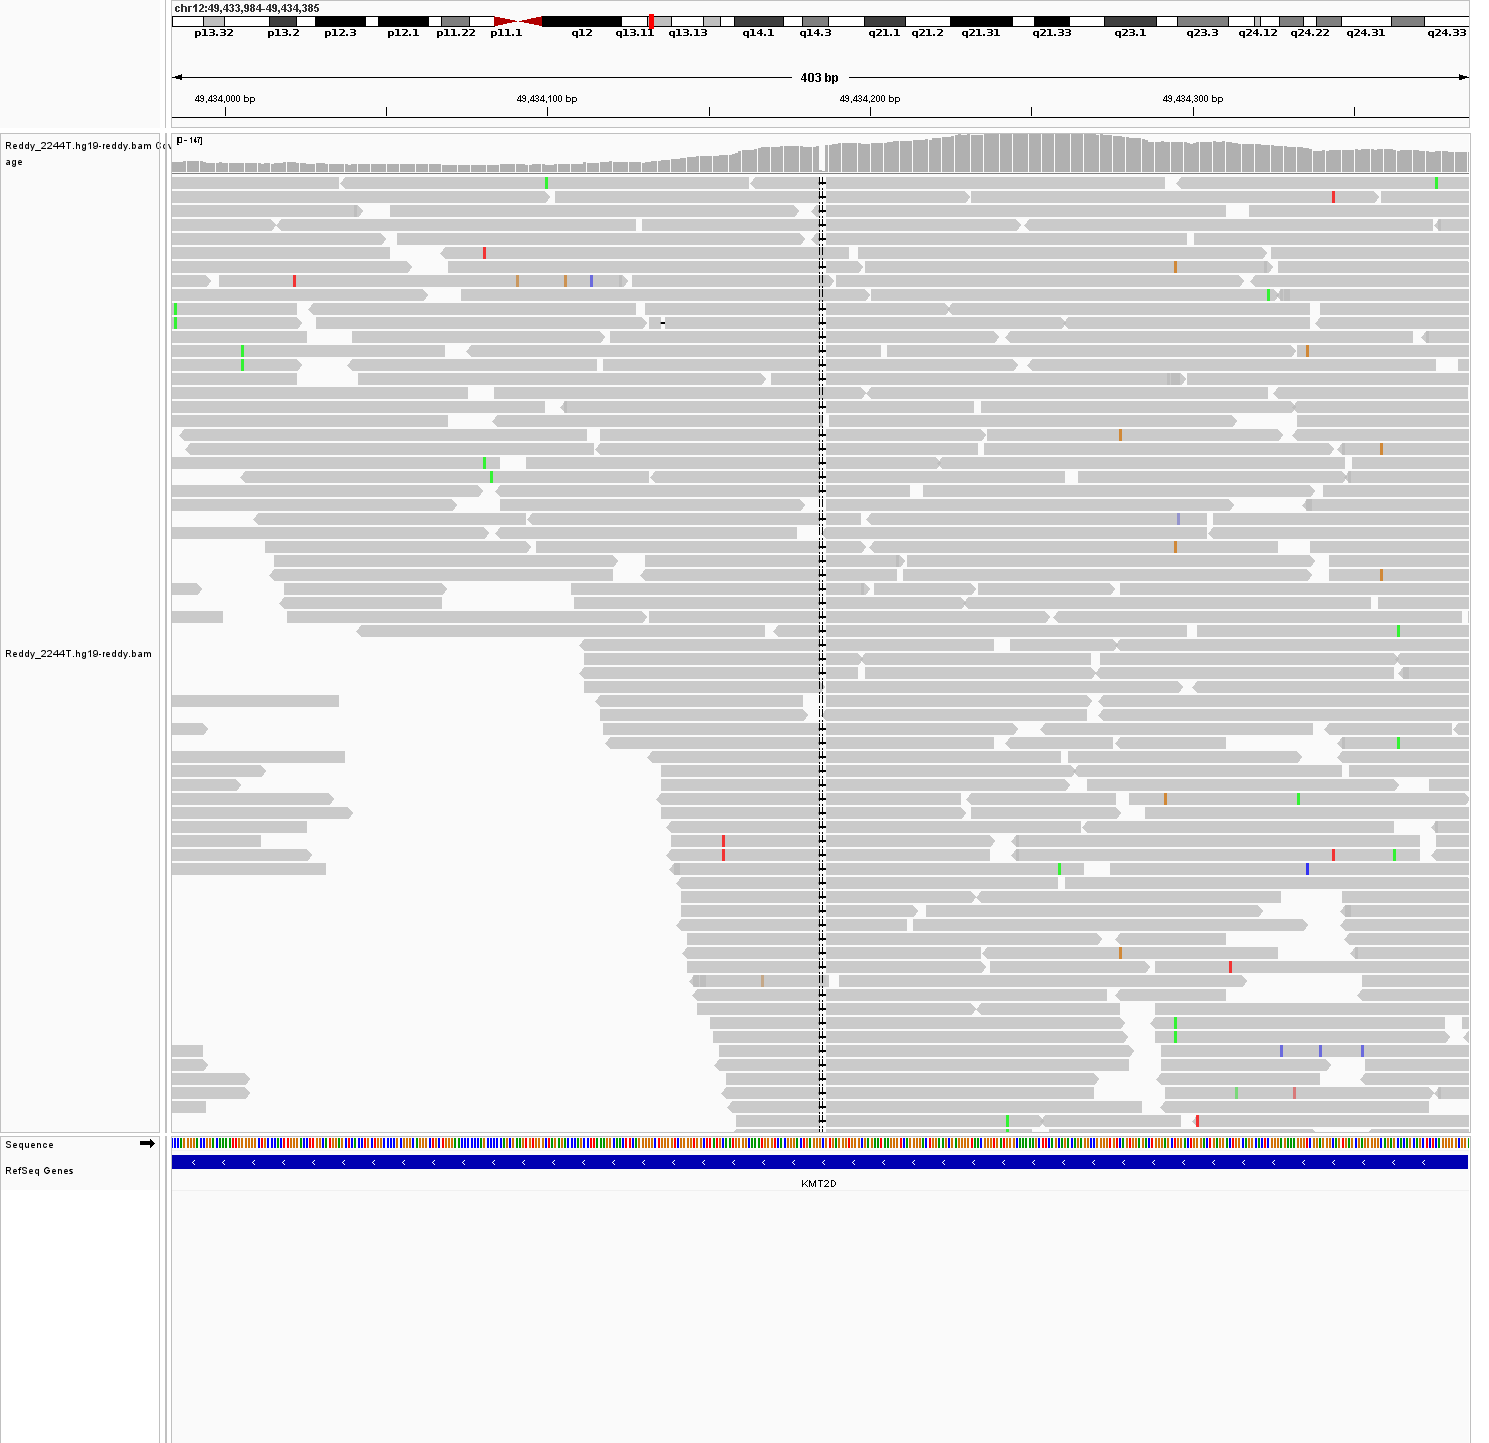 chr12:49,433,984-49,434,385
p13.32 p13.2 p12.3 p12.1 p11.22 p11.1 q12 q13.11 q13.13 q14.1 q14.3 q21.1 q21.2 q21.31 q21.33 q23.1 q23.3 q24.12 q24.22 q24.31 q24.33
403 bp
49,434,000 bp 49,434,100 bp 49,434,200 bp 49,434,300 bp
[0 - 147]
Reddy_2244T.hg19-reddy.bam Cov
age
Reddy_2244T.hg19-reddy.bam
Sequence
RefSeq Genes
KMT2D